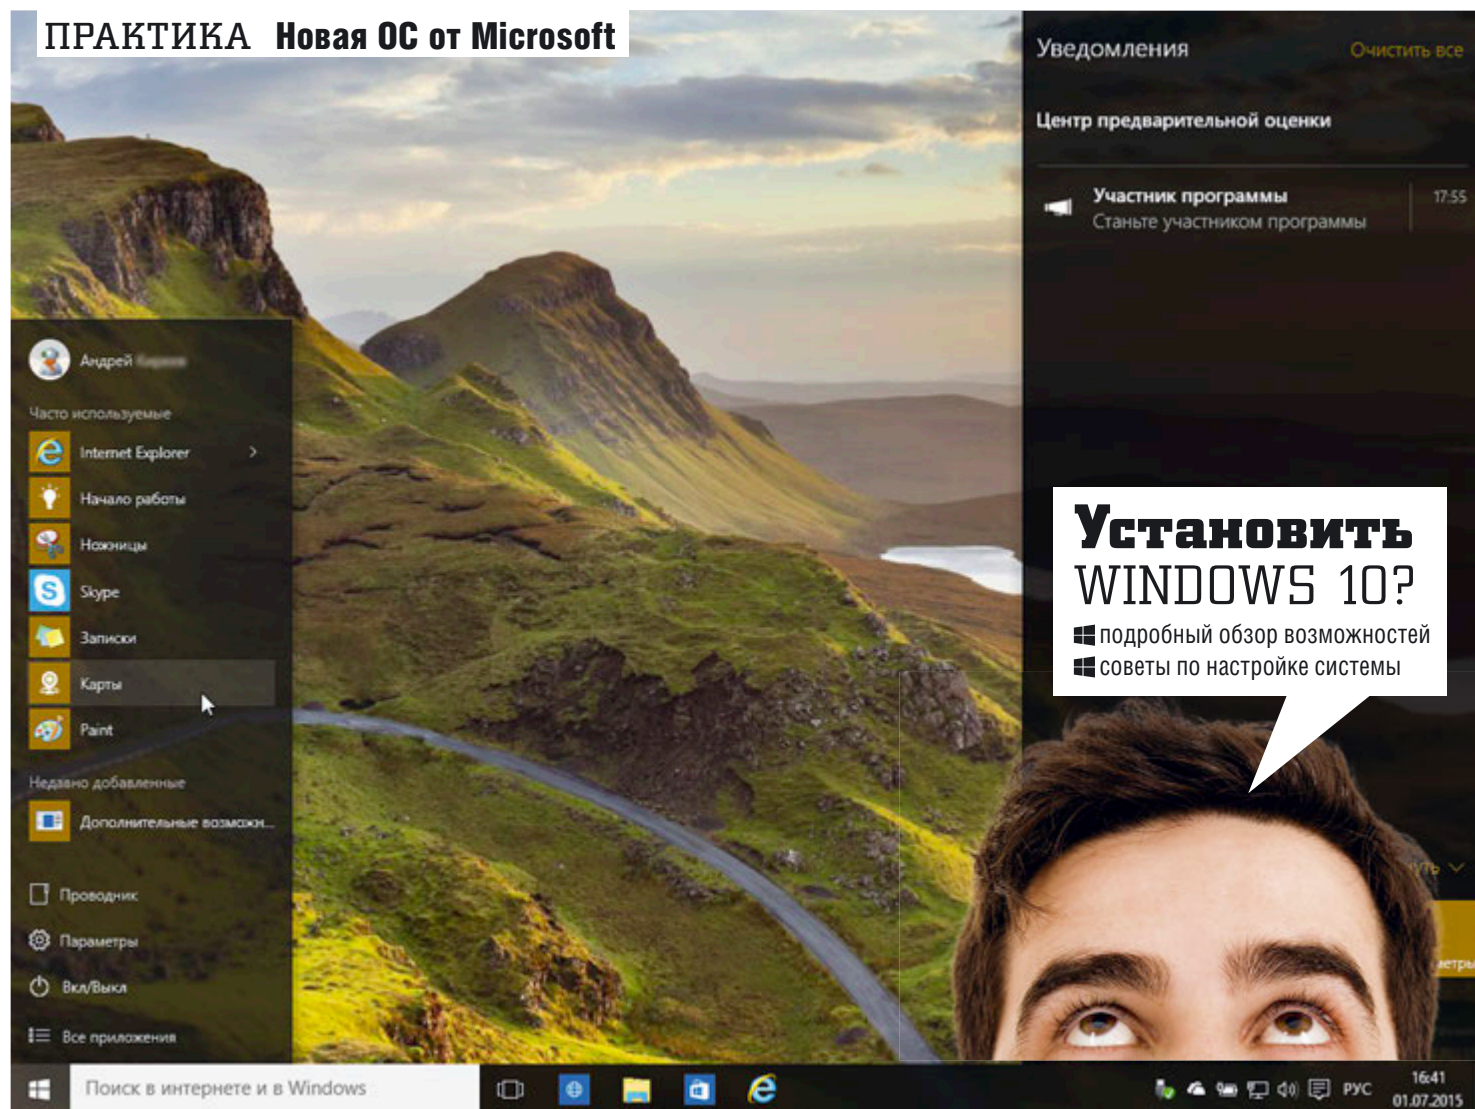 ПРАКТИКА Новая ОС от Microsoft
Уведомления Очистить все
Центр предварительной оценки
Участник программы 17:55
Станьте участником программы
Андрей
Часто используемые
Internet Explorer
Начало работы
Ножницы
Skype
Записки
Карты
Paint
Недавно добавленные
Дополнительные возможн...
Проводник
Параметры
Вкл/Выкл
Все приложения
Установить
WINDOWS 10?
подробный обзор возможностей
советы по настройке системы
Поиск в интернете и в Windows
РУС
16:41
01.07.2015